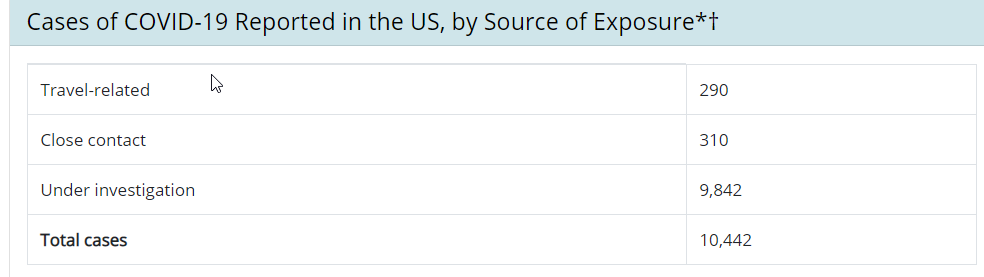 Cases of COVID-19 Reported in the US, by Source of Exposure*†
Travel-related 290
Close contact 310
Under investigation 9,842
Total cases 10,442